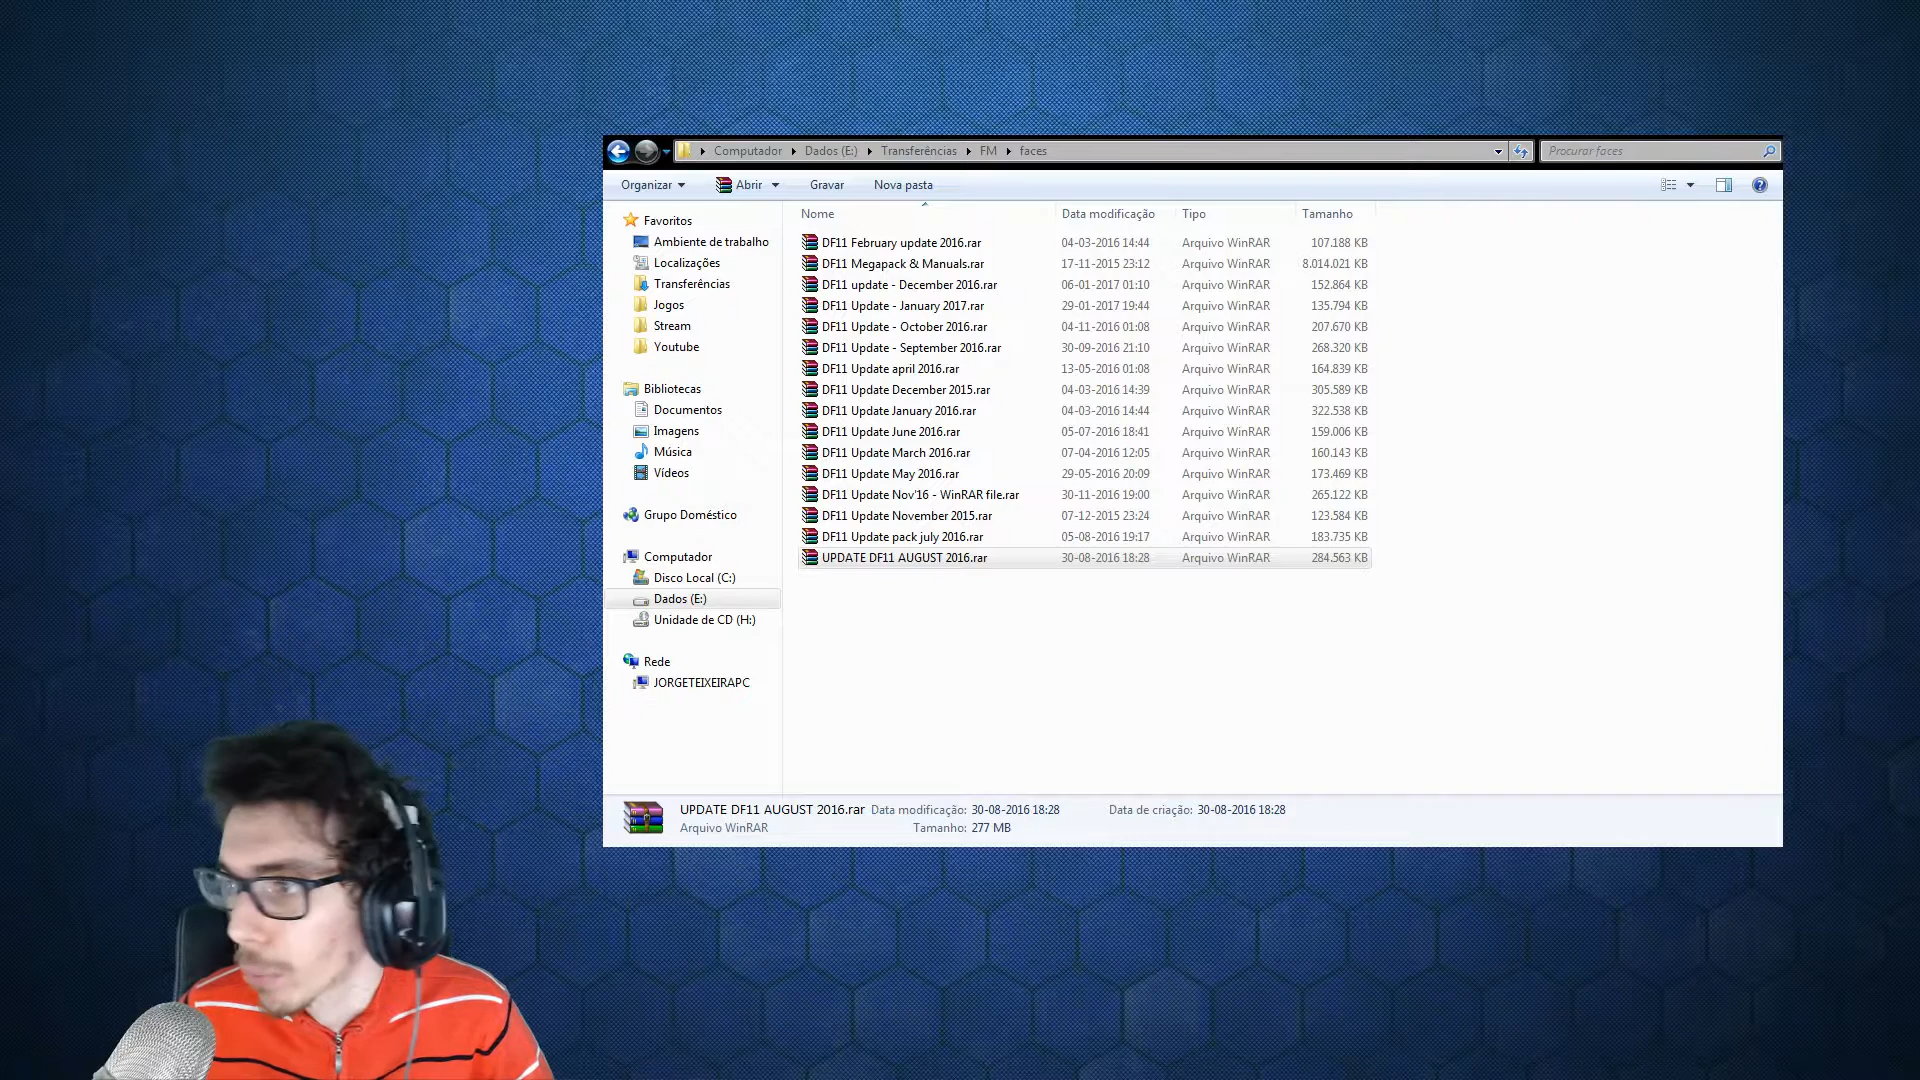 Computador Dados (E:) Transferências FM faces Procurar faces
Organizar Abrir Gravar Nova pasta
Nome Data modificação Tipo Tamanho
Favoritos
Ambiente de trabalho
Localizações
Transferências
Jogos
Stream
Youtube
Bibliotecas
Documentos
Imagens
Música
Vídeos
Grupo Doméstico
Computador
Disco Local (C:)
Dados (E:)
Unidade de CD (H:)
Rede
JORGETEIXEIRAPC
DF11 February update 2016.rar 04-03-2016 14:44 Arquivo WinRAR 107.188 KB
DF11 Megapack & Manuals.rar 17-11-2015 23:12 Arquivo WinRAR 8.014.021 KB
DF11 update - December 2016.rar 06-01-2017 01:10 Arquivo WinRAR 152.864 KB
DF11 Update - January 2017.rar 29-01-2017 19:44 Arquivo WinRAR 135.794 KB
DF11 Update - October 2016.rar 04-11-2016 01:08 Arquivo WinRAR 207.670 KB
DF11 Update - September 2016.rar 30-09-2016 21:10 Arquivo WinRAR 268.320 KB
DF11 Update april 2016.rar 13-05-2016 01:08 Arquivo WinRAR 164.839 KB
DF11 Update December 2015.rar 04-03-2016 14:39 Arquivo WinRAR 305.589 KB
DF11 Update January 2016.rar 04-03-2016 14:44 Arquivo WinRAR 322.538 KB
DF11 Update June 2016.rar 05-07-2016 18:41 Arquivo WinRAR 159.006 KB
DF11 Update March 2016.rar 07-04-2016 12:05 Arquivo WinRAR 160.143 KB
DF11 Update May 2016.rar 29-05-2016 20:09 Arquivo WinRAR 173.469 KB
DF11 Update Nov'16 - WinRAR file.rar 30-11-2016 19:00 Arquivo WinRAR 265.122 KB
DF11 Update November 2015.rar 07-12-2015 23:24 Arquivo WinRAR 123.584 KB
DF11 Update pack july 2016.rar 05-08-2016 19:17 Arquivo WinRAR 183.735 KB
UPDATE DF11 AUGUST 2016.rar 30-08-2016 18:28 Arquivo WinRAR 284.563 KB
UPDATE DF11 AUGUST 2016.rar Data modificação: 30-08-2016 18:28 Data de criação: 30-08-2016 18:28
Arquivo WinRAR Tamanho: 277 MB